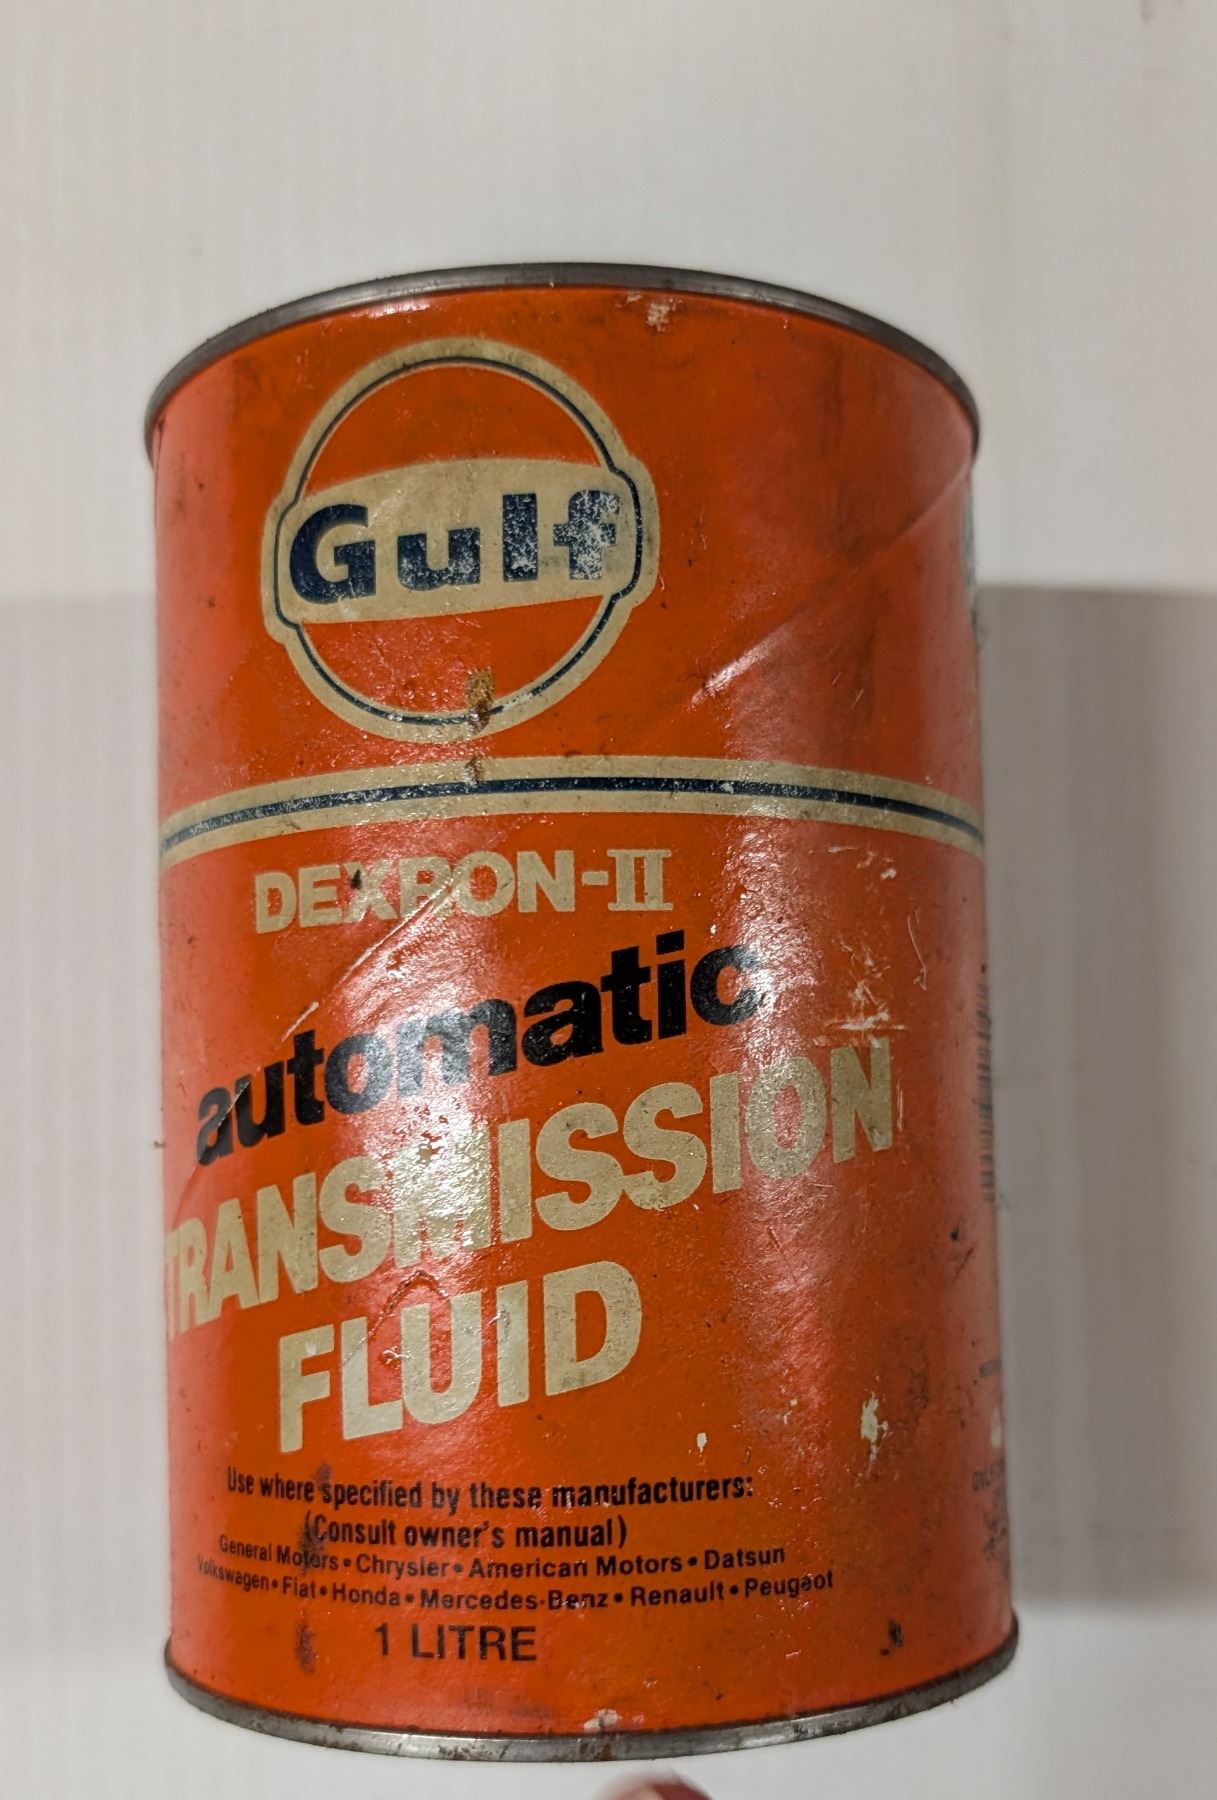 Gulf
DEXRON-II
automatic
TRANSMISSION
FLUID
Use where specified by these manufacturers:
(Consult owner's manual)
General Motors • Chrysler • American Motors • Datsun
Volkswagen • Fiat • Honda • Mercedes-Benz • Renault • Peugeot
1 LITRE